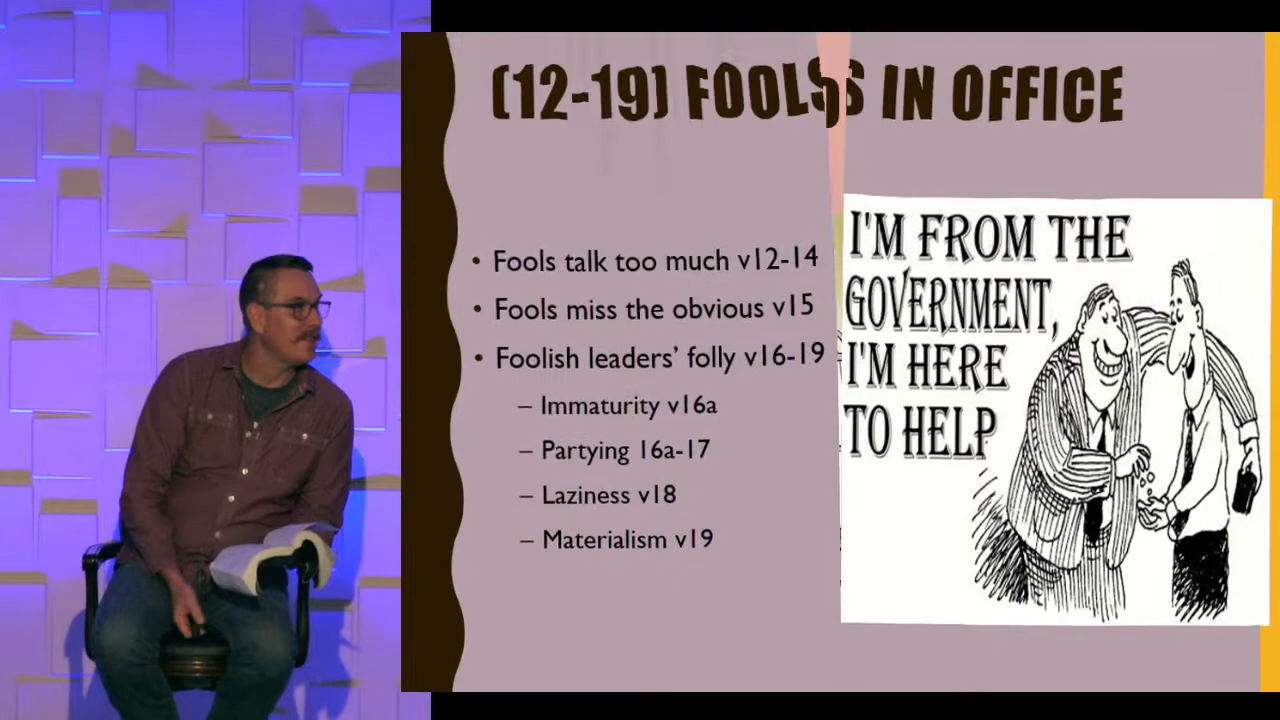 (12-19) FOOLS IN OFFICE
• Fools talk too much v12-14
• Fools miss the obvious v15
• Foolish leaders’ folly v16-19
– Immaturity v16a
– Partying 16a-17
– Laziness v18
– Materialism v19
I'M FROM THE
GOVERNMENT,
I'M HERE
TO HELP